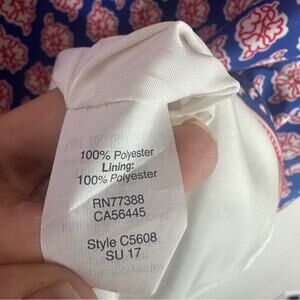 100% Polyester
Lining:
100% Polyester
RN77388
CA56445
Style C5608
SU 17